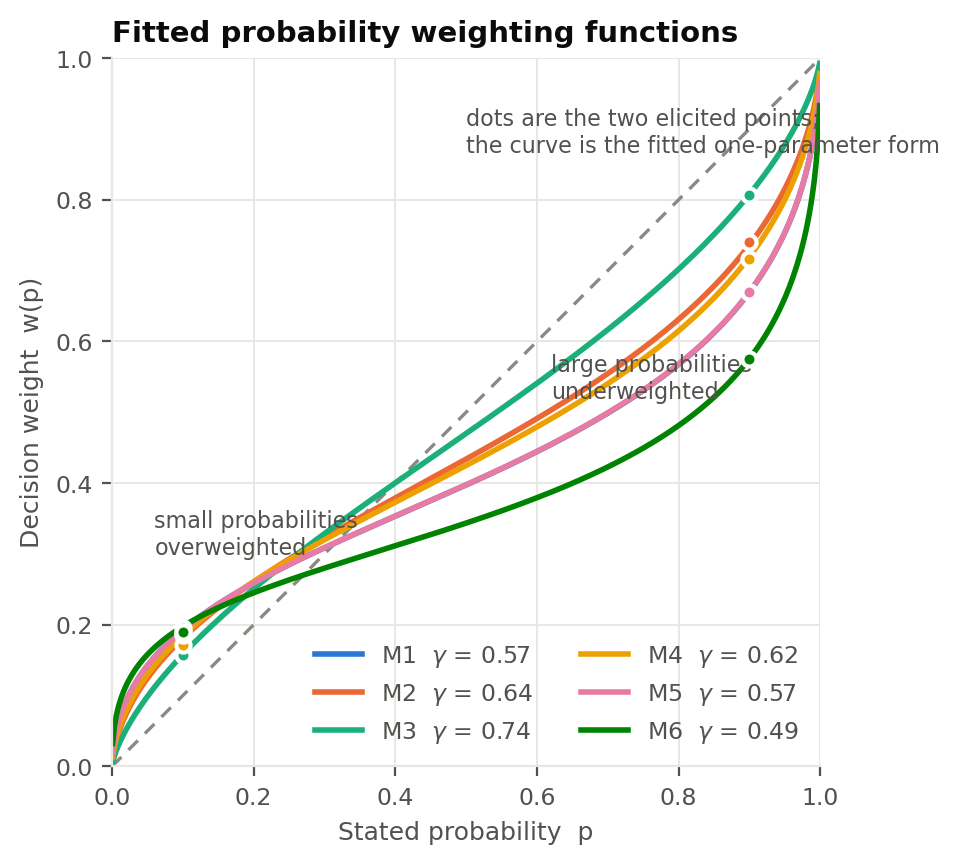 Fitted probability weighting functions
1.0
dots are the two elicited points;
the curve is the fitted one-parameter form
0.8
0.6
large probabilities
underweighted
0.4
small probabilities
overweighted
0.2
M1 γ = 0.57
M4 γ = 0.62
M2 γ = 0.64
M5 γ = 0.57
M3 γ = 0.74
M6 γ = 0.49
0.0
0.0 0.2 0.4 0.6 0.8 1.0
Stated probability p
Decision weight w(p)